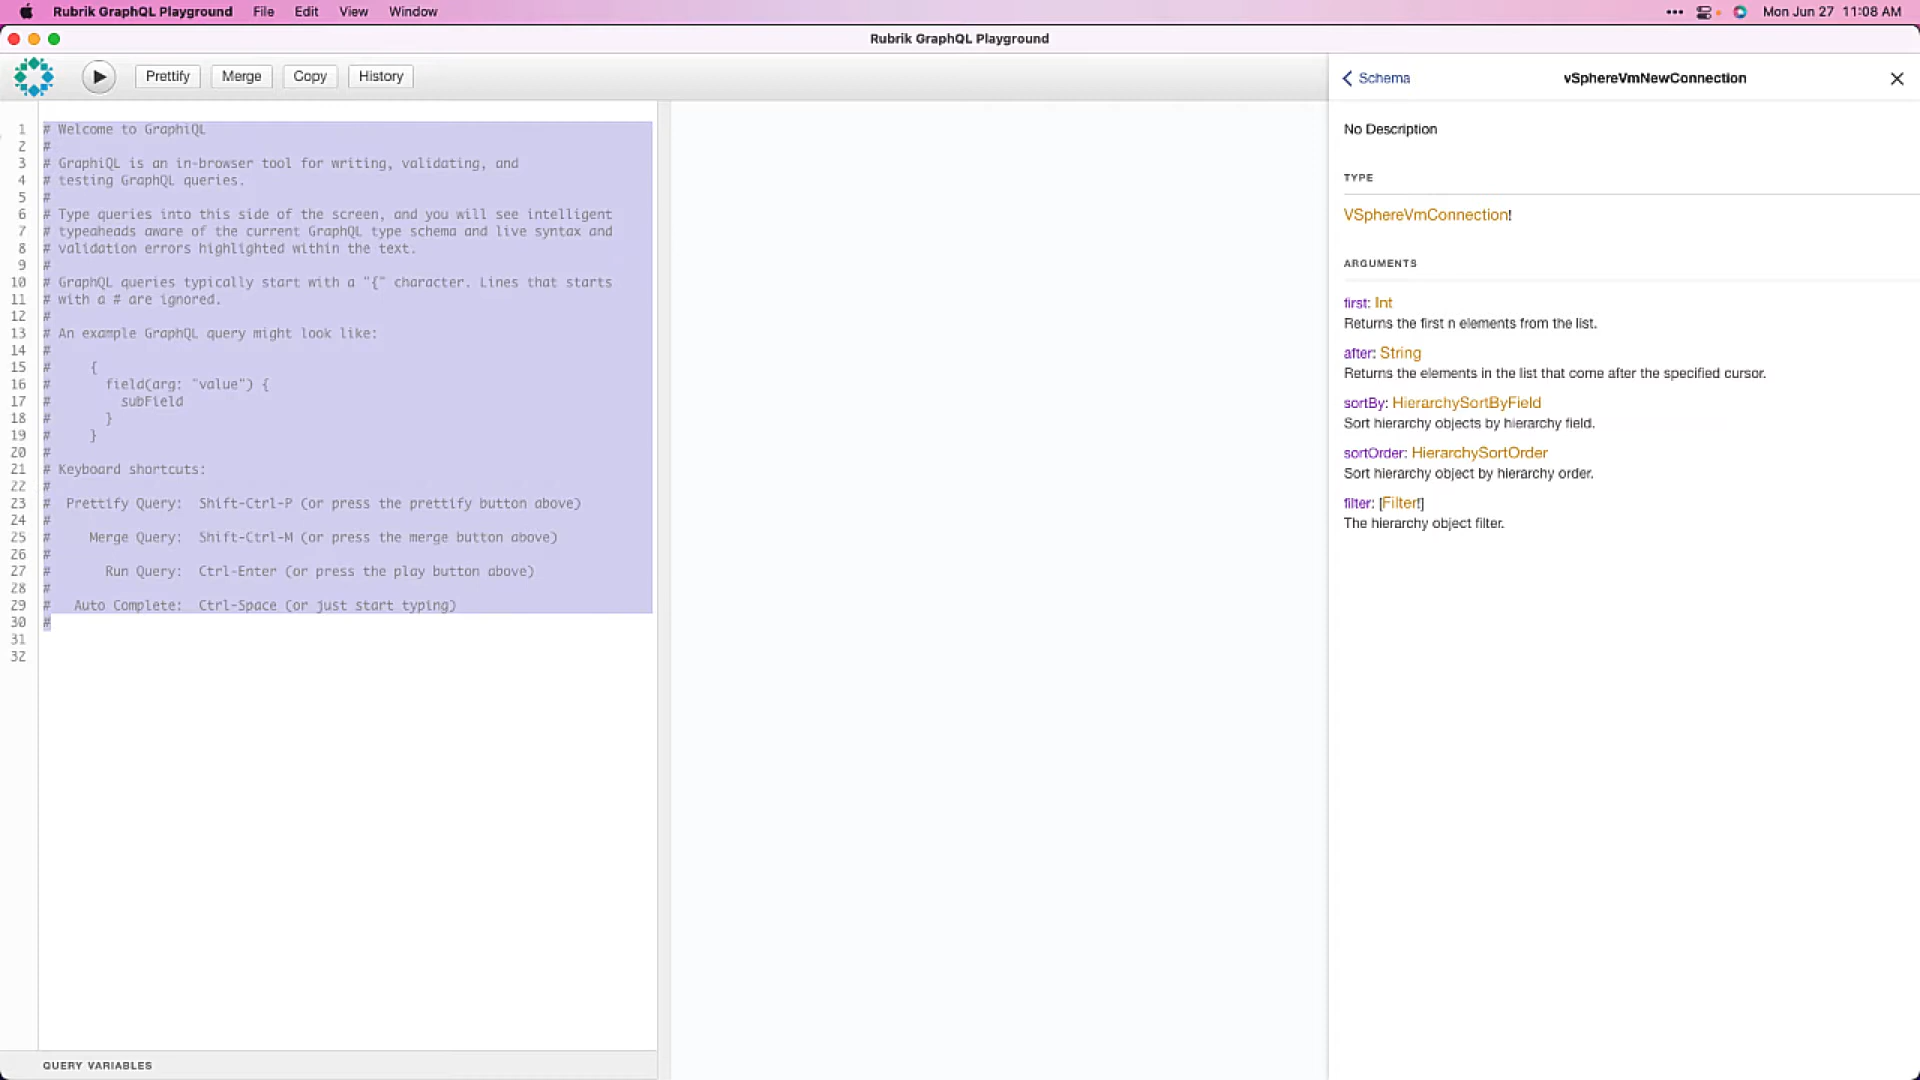 Rubrik GraphQL Playground File Edit View Window ••• Mon Jun 27 11:08 AM
Rubrik GraphQL Playground
Prettify Merge Copy History
1 # Welcome to GraphiQL
2 #
3 # GraphiQL is an in-browser tool for writing, validating, and
4 # testing GraphQL queries.
5 #
6 # Type queries into this side of the screen, and you will see intelligent
7 # typeaheads aware of the current GraphQL type schema and live syntax and
8 # validation errors highlighted within the text.
9 #
10 # GraphQL queries typically start with a "{" character. Lines that starts
11 # with a # are ignored.
12 #
13 # An example GraphQL query might look like:
14 #
15 #     {
16 #       field(arg: "value") {
17 #         subField
18 #       }
19 #     }
20 #
21 # Keyboard shortcuts:
22 #
23 #  Prettify Query:  Shift-Ctrl-P (or press the prettify button above)
24 #
25 #     Merge Query:  Shift-Ctrl-M (or press the merge button above)
26 #
27 #       Run Query:  Ctrl-Enter (or press the play button above)
28 #
29 #   Auto Complete:  Ctrl-Space (or just start typing)
30 #
31
32
QUERY VARIABLES
Schema vSphereVmNewConnection
No Description
TYPE
VSphereVmConnection!
ARGUMENTS
first: Int
Returns the first n elements from the list.
after: String
Returns the elements in the list that come after the specified cursor.
sortBy: HierarchySortByField
Sort hierarchy objects by hierarchy field.
sortOrder: HierarchySortOrder
Sort hierarchy object by hierarchy order.
filter: [Filter!]
The hierarchy object filter.